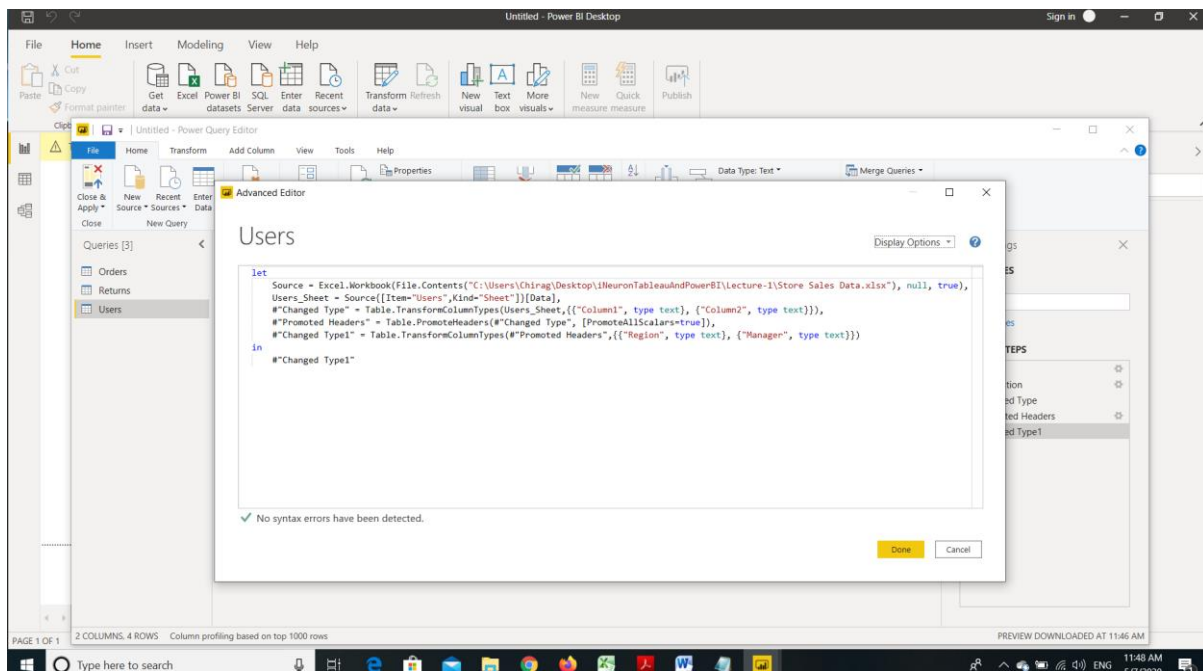 Untitled - Power BI Desktop
Sign in
File Home Insert Modeling View Help
Paste
Cut
Copy
Format painter
Get data
Excel
Power BI datasets
SQL Server
Enter data
Recent sources
Transform data
Refresh
New visual
Text box
More visuals
New measure
Quick measure
Publish
Untitled - Power Query Editor
File Home Transform Add Column View Tools Help
Close & Apply
New Source
Recent Sources
Enter Data
Properties
Data Type: Text
Merge Queries
Close
New Query
Advanced Editor
Queries [3]
Orders
Returns
Users
Users
Display Options
let
Source = Excel.Workbook(File.Contents("C:\Users\Chirag\Desktop\iNeuronTableauAndPowerBI\Lecture-1\Store Sales Data.xlsx"), null, true),
Users_Sheet = Source{[Item="Users",Kind="Sheet"]}[Data],
#"Changed Type" = Table.TransformColumnTypes(Users_Sheet,{{"Column1", type text}, {"Column2", type text}}),
#"Promoted Headers" = Table.PromoteHeaders(#"Changed Type", [PromoteAllScalars=true]),
#"Changed Type1" = Table.TransformColumnTypes(#"Promoted Headers",{{"Region", type text}, {"Manager", type text}})
in
#"Changed Type1"
No syntax errors have been detected.
Done
Cancel
gs
ES
es
TEPS
tion
ed Type
ted Headers
ed Type1
2 COLUMNS, 4 ROWS Column profiling based on top 1000 rows
PREVIEW DOWNLOADED AT 11:46 AM
PAGE 1 OF 1
Type here to search
ENG
11:48 AM